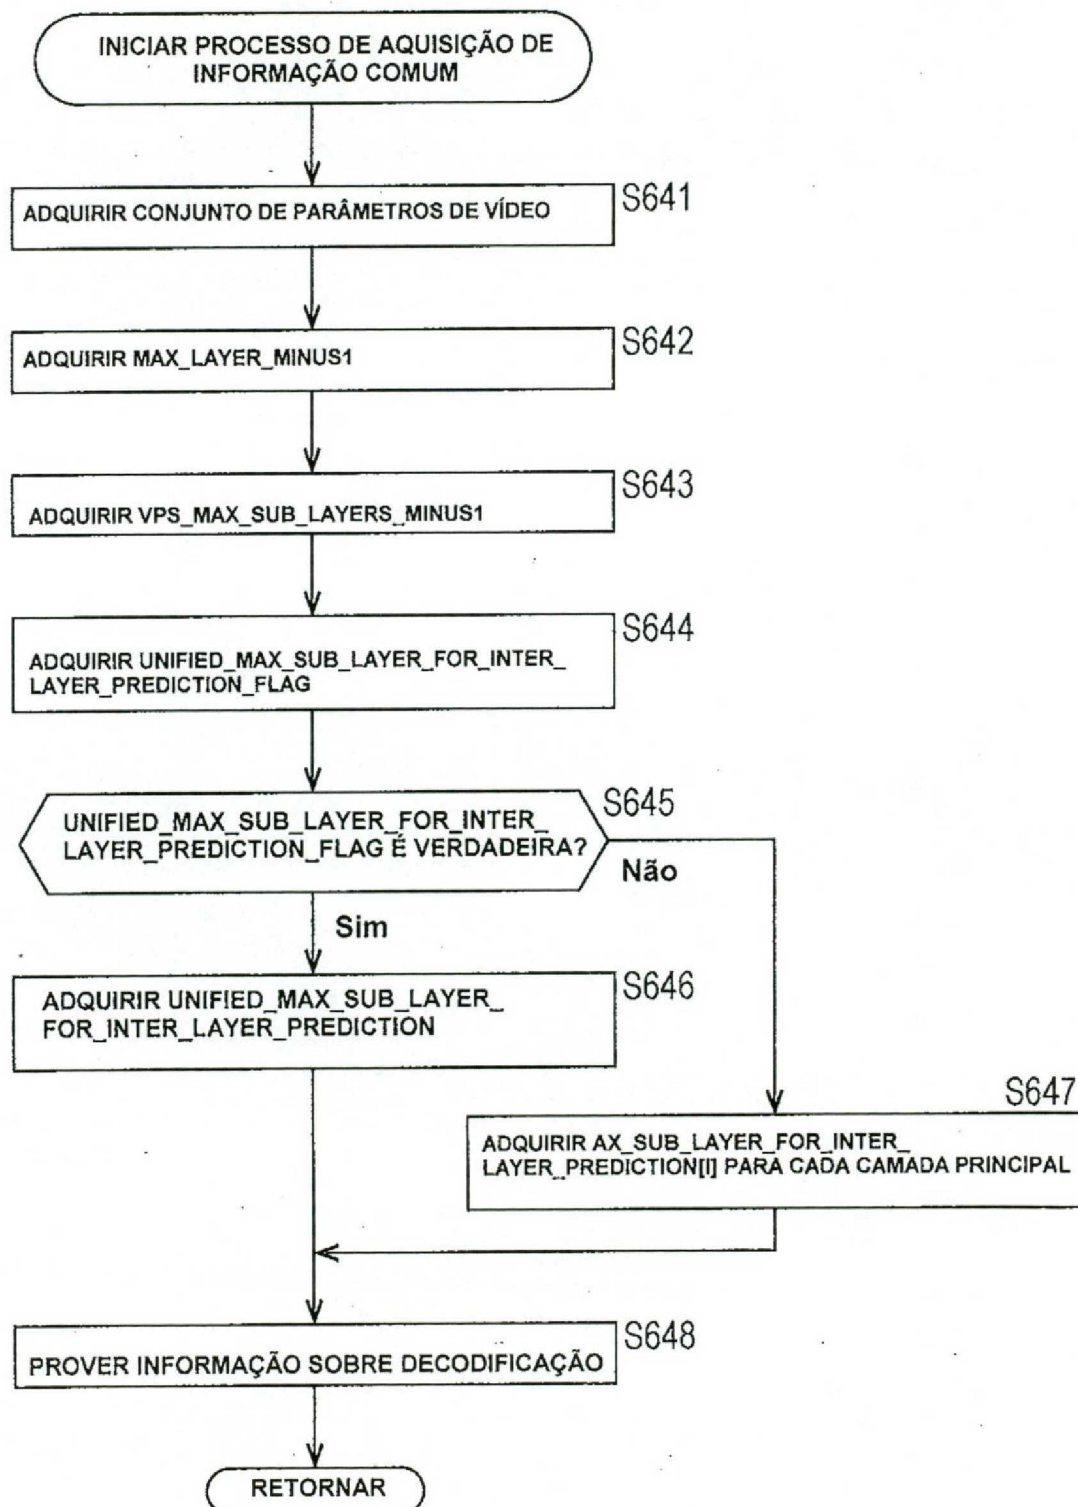 INICIAR PROCESSO DE AQUISIÇÃO DE
INFORMAÇÃO COMUM
S641
ADQUIRIR CONJUNTO DE PARÂMETROS DE VÍDEO
S642
ADQUIRIR MAX_LAYER_MINUS1
S643
ADQUIRIR VPS_MAX_SUB_LAYERS_MINUS1
S644
ADQUIRIR UNIFIED_MAX_SUB_LAYER_FOR_INTER_
LAYER_PREDICTION_FLAG
S645
UNIFIED_MAX_SUB_LAYER_FOR_INTER_
LAYER_PREDICTION_FLAG É VERDADEIRA?
Não
Sim
S646
ADQUIRIR UNIFIED_MAX_SUB_LAYER_
FOR_INTER_LAYER_PREDICTION
S647
ADQUIRIR AX_SUB_LAYER_FOR_INTER_
LAYER_PREDICTION[I] PARA CADA CAMADA PRINCIPAL
S648
PROVER INFORMAÇÃO SOBRE DECODIFICAÇÃO
RETORNAR